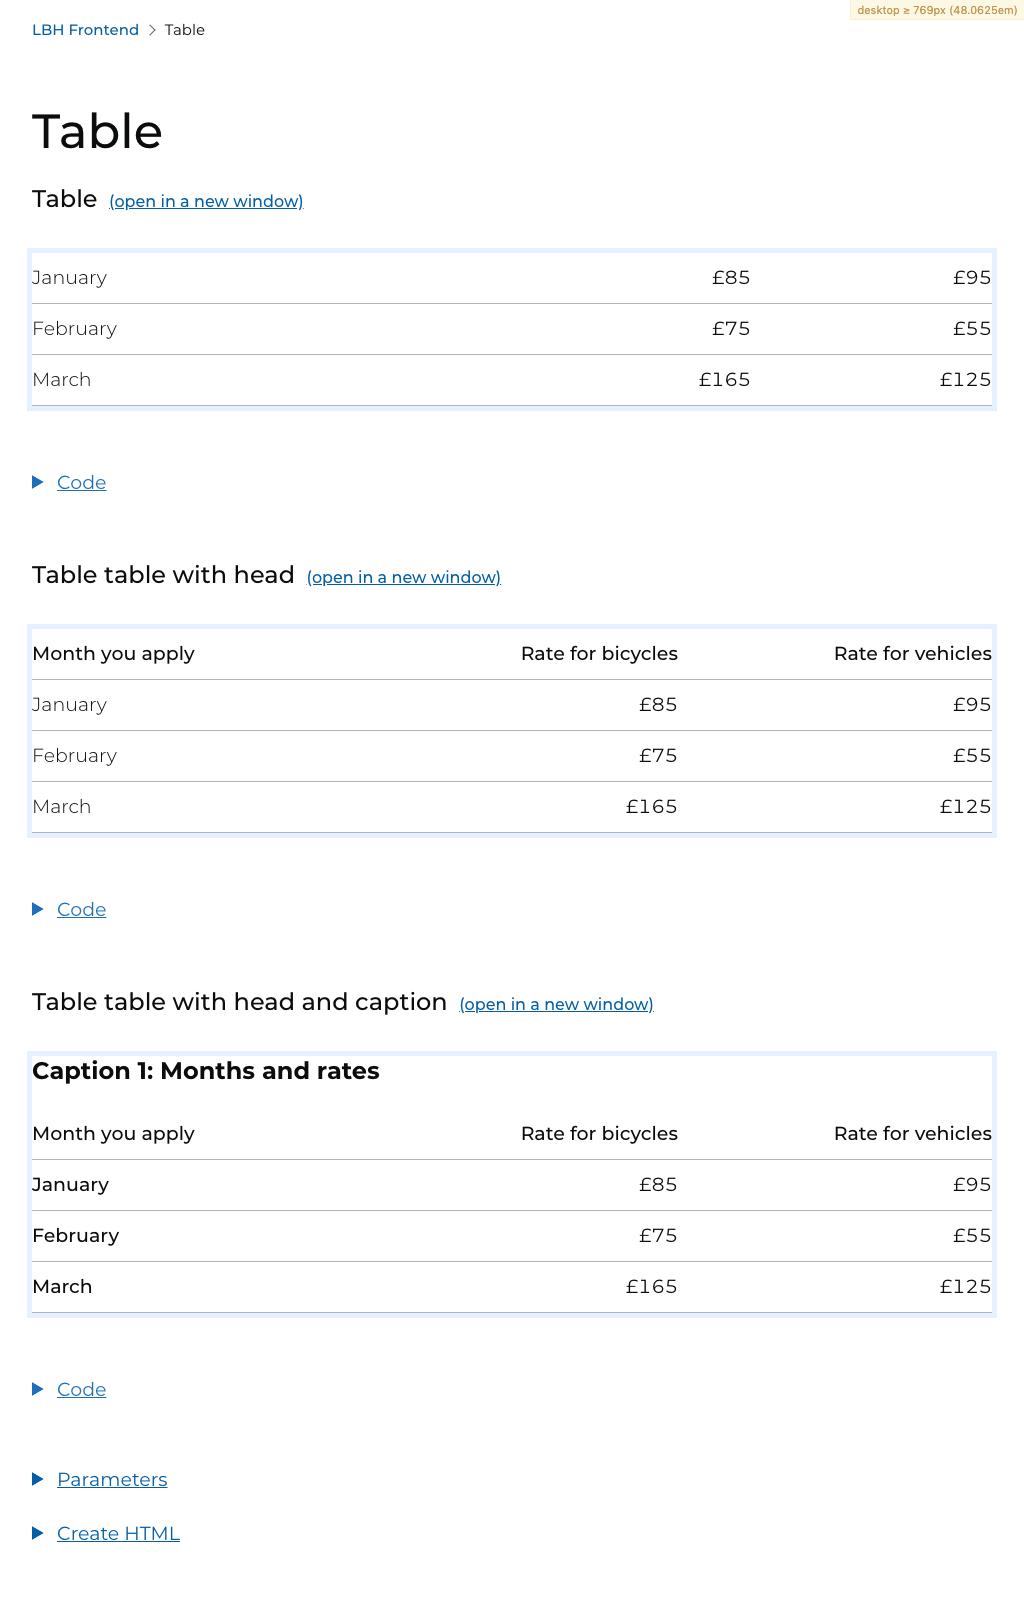 desktop ≥ 769px (48.0625em)
LBH Frontend > Table
Table
Table (open in a new window)
January £85 £95
February £75 £55
March £165 £125
Code
Table table with head (open in a new window)
Month you apply Rate for bicycles Rate for vehicles
January £85 £95
February £75 £55
March £165 £125
Code
Table table with head and caption (open in a new window)
Caption 1: Months and rates
Month you apply Rate for bicycles Rate for vehicles
January £85 £95
February £75 £55
March £165 £125
Code
Parameters
Create HTML